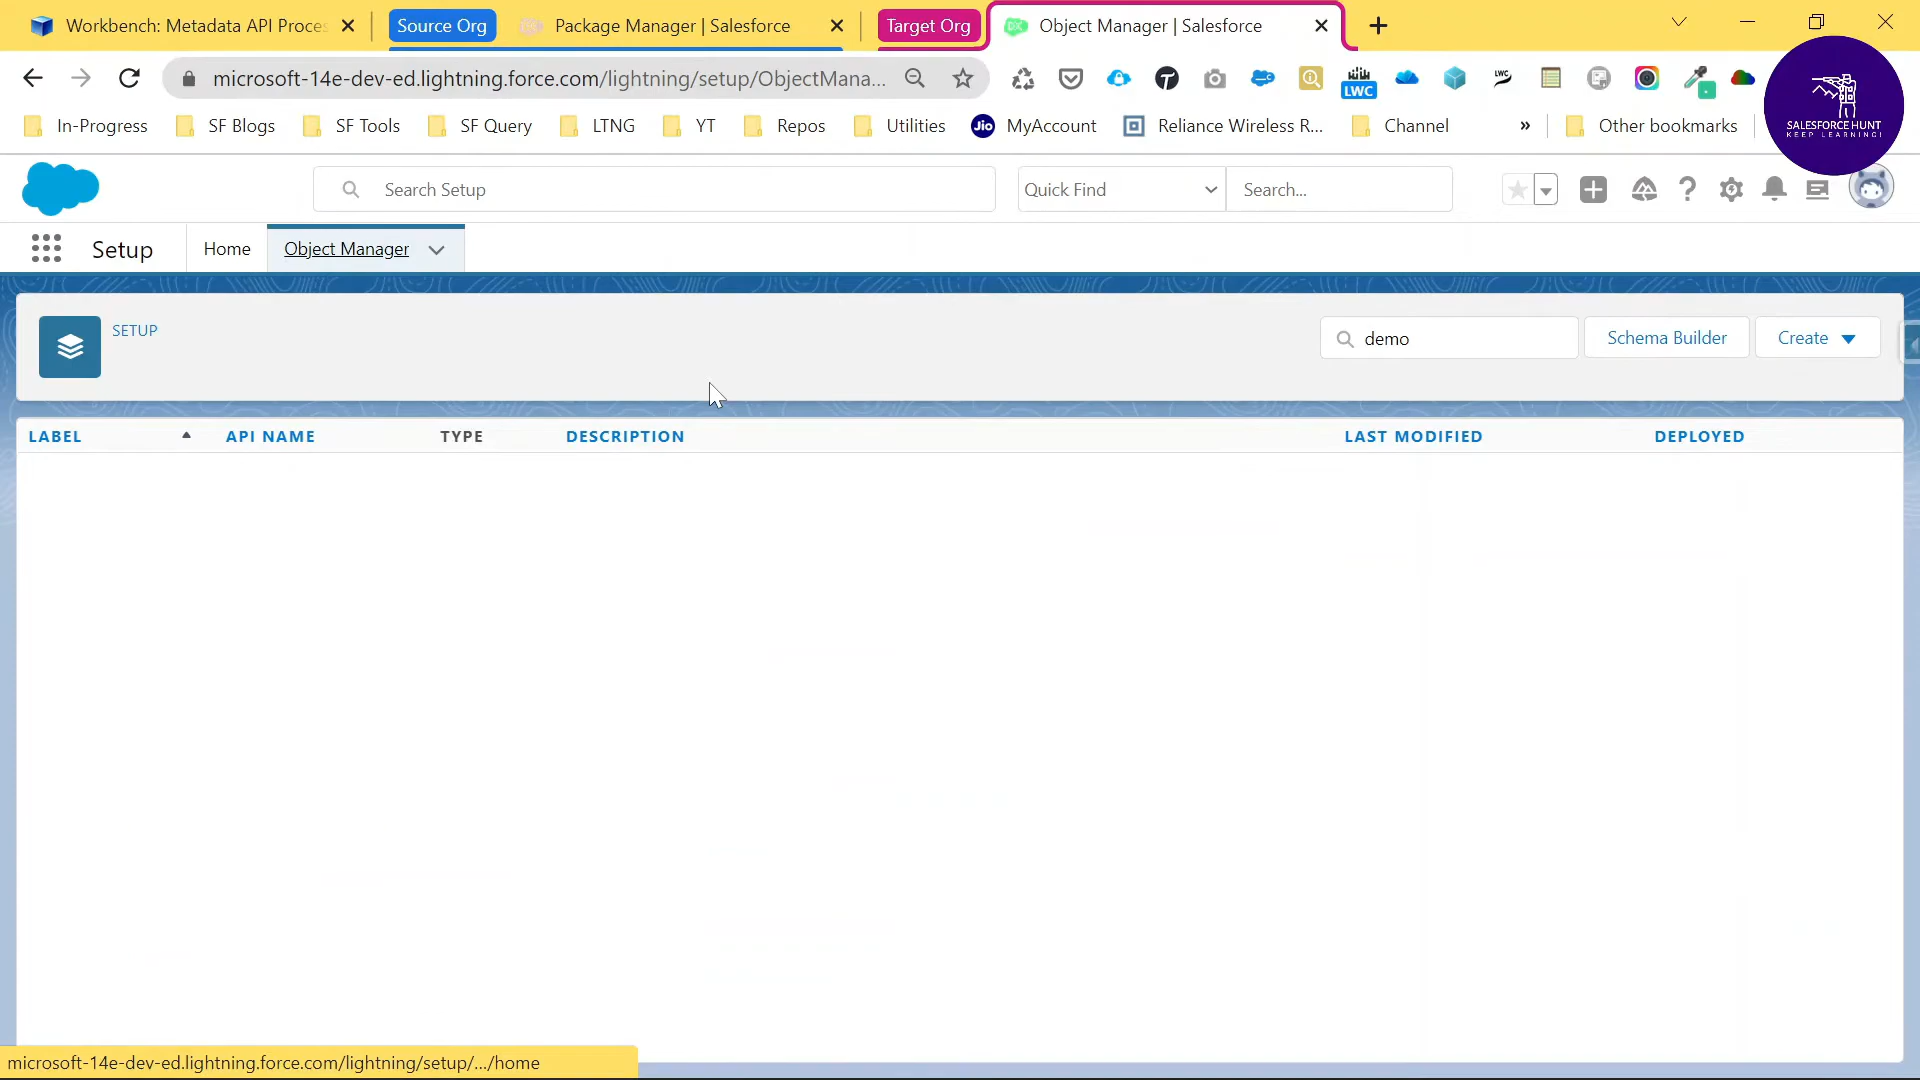 Workbench: Metadata API Proces
Source Org
Package Manager | Salesforce
Target Org
Object Manager | Salesforce
microsoft-14e-dev-ed.lightning.force.com/lightning/setup/ObjectMana...
LWC
LWC
In-Progress
SF Blogs
SF Tools
SF Query
LTNG
YT
Repos
Utilities
Jio
MyAccount
Reliance Wireless R...
Channel
»
Other bookmarks
SALESFORCE HUNT
KEEP LEARNING!
Search Setup
Quick Find
Search...
Setup
Home
Object Manager
SETUP
demo
Schema Builder
Create
LABEL
API NAME
TYPE
DESCRIPTION
LAST MODIFIED
DEPLOYED
microsoft-14e-dev-ed.lightning.force.com/lightning/setup/.../home